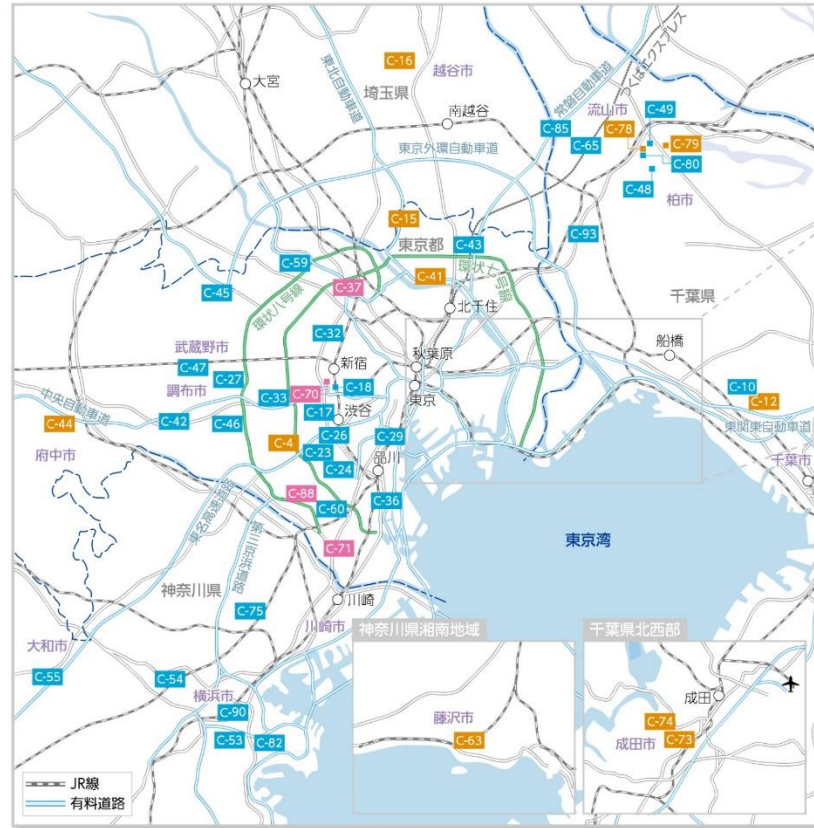 C-16
越谷市
大宮
東北自動車道
埼玉県
南越谷
常磐自動車道
つくばエクスプレス
流山市
C-49
C-85
C-78
C-65
C-79
C-80
東京外環自動車道
C-48
柏市
C-15
東京都
C-43
C-93
C-59
C-41
環状七号線
C-37
C-45
環状八号線
北千住
千葉県
C-32
武蔵野市
新宿
秋葉原
船橋
C-47
C-27
調布市
C-70
C-18
東京
C-10
C-33
C-12
中央自動車道
C-17
渋谷
C-44
C-42
C-46
C-26
C-29
東関東自動車道
C-4
C-23
府中市
C-24
品川
千葉市
東名高速道路
C-88
C-60
C-36
第三京浜道路
C-71
東京湾
神奈川県
川崎
C-75
川崎市
神奈川県湘南地域
千葉県北西部
大和市
C-55
C-54
横浜市
成田
藤沢市
C-90
C-74
C-53
C-82
C-63
成田市
C-73
JR線
有料道路